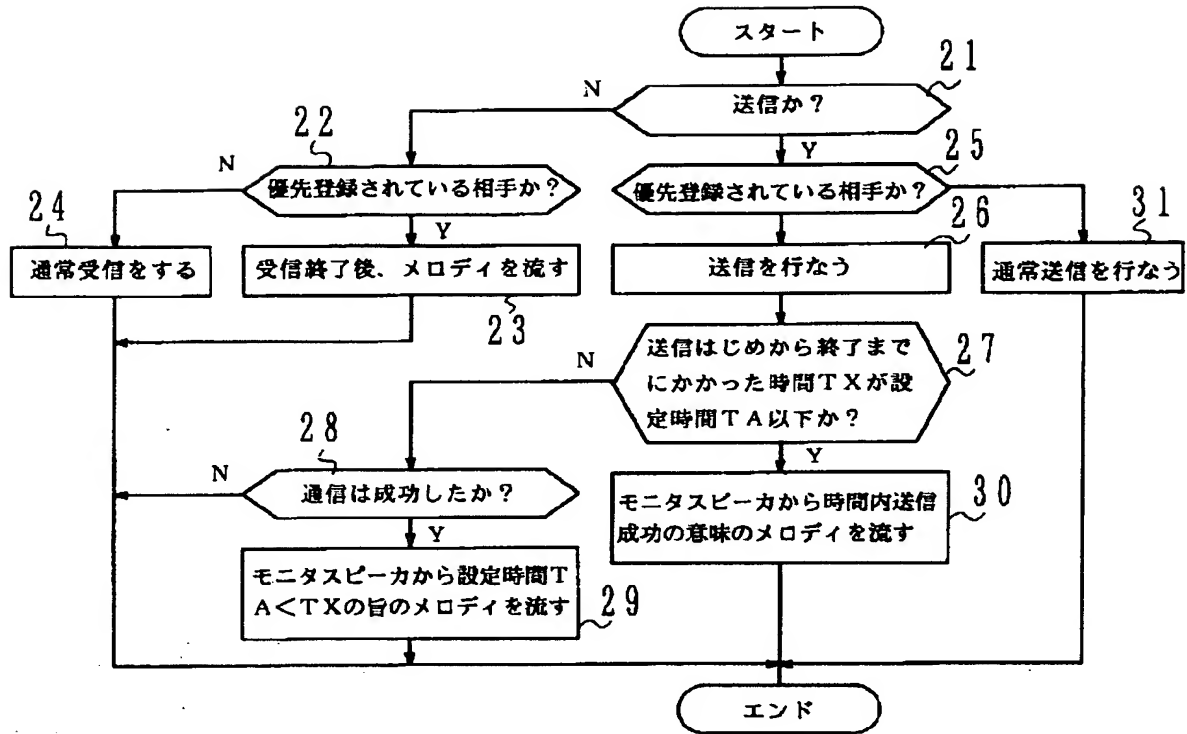 スタート
21
送信か?
N
Y
22
優先登録されている相手か?
N
Y
25
優先登録されている相手か?
24
通常受信をする
受信終了後、メロディを流す
23
26
送信を行なう
31
通常送信を行なう
27
送信はじめから終了まで
にかかった時間TXが設
定時間TA以下か?
N
Y
28
通信は成功したか?
N
Y
30
モニタスピーカから時間内送信
成功の意味のメロディを流す
モニタスピーカから設定時間T
A<TXの旨のメロディを流す
29
エンド